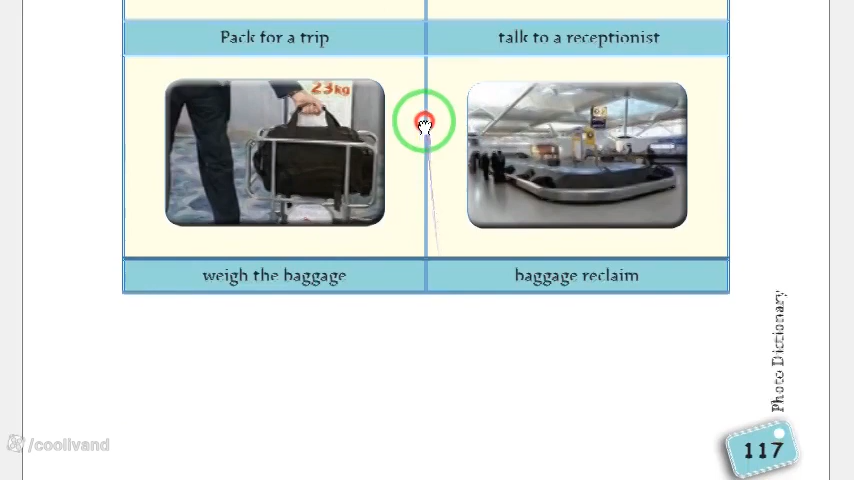 Pack for a trip
talk to a receptionist
23kg
weigh the baggage
baggage reclaim
Photo Dictionary
117
/coolivand